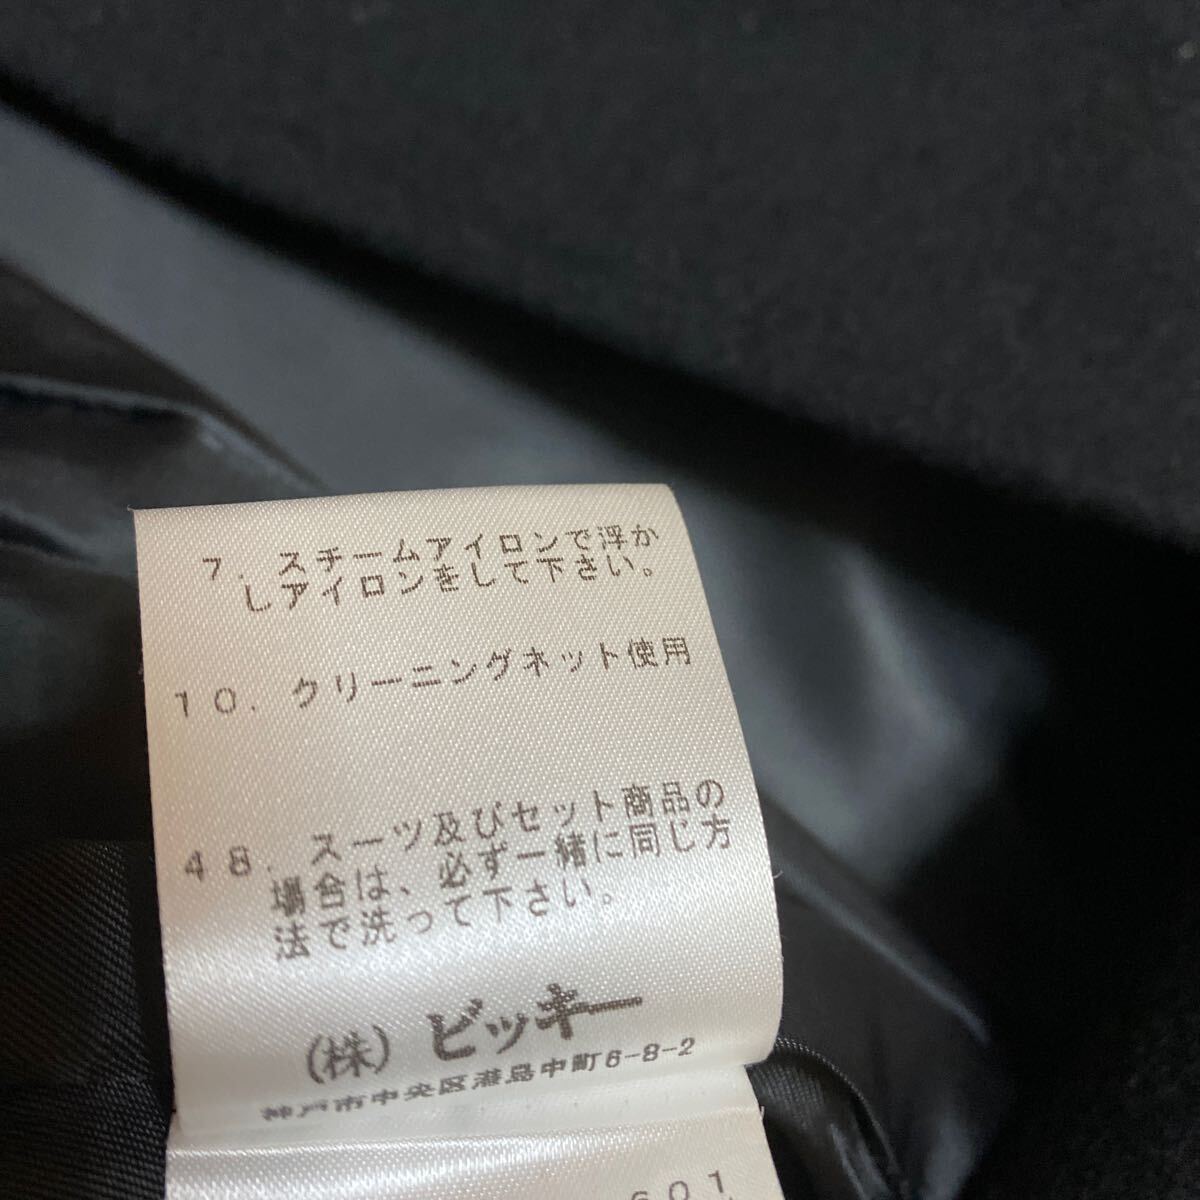 7. スチームアイロンで浮か
しアイロンをして下さい。
10. クリーニングネット使用
48. スーツ及びセット商品の
場合は、必ず一緒に同じ方
法で洗って下さい。
(株) ビッキー
神戸市中央区港島中町6-8-2
601